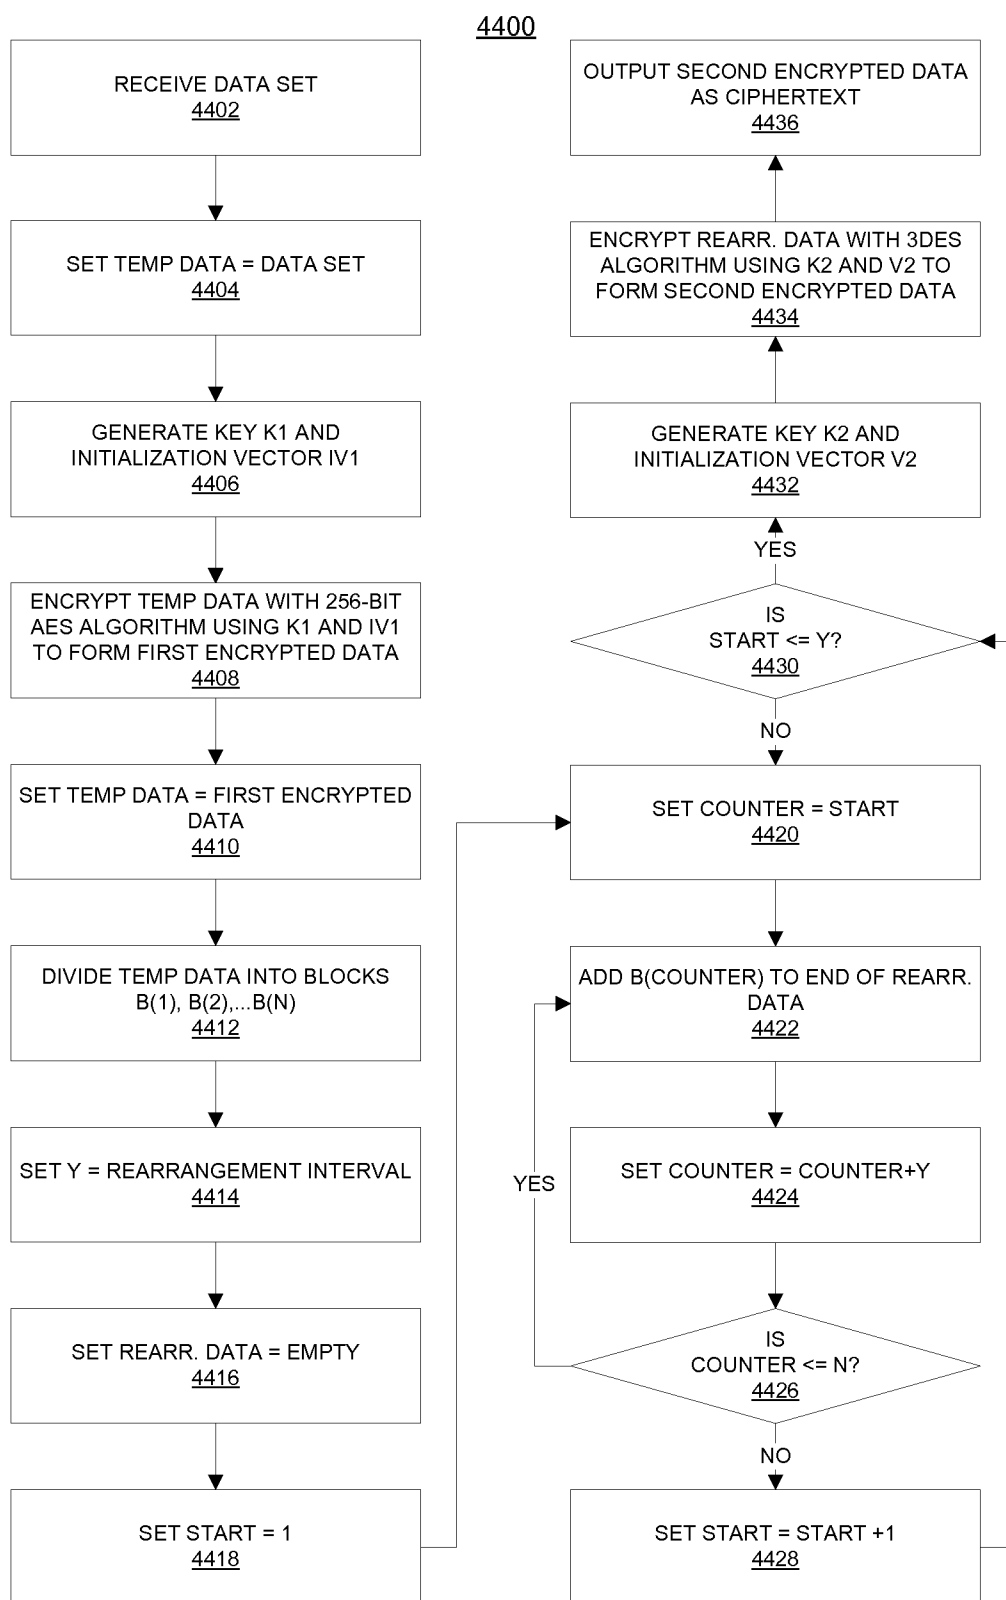 4400
RECEIVE DATA SET
4402
SET TEMP DATA = DATA SET
4404
GENERATE KEY K1 AND
INITIALIZATION VECTOR IV1
4406
ENCRYPT TEMP DATA WITH 256-BIT
AES ALGORITHM USING K1 AND IV1
TO FORM FIRST ENCRYPTED DATA
4408
SET TEMP DATA = FIRST ENCRYPTED
DATA
4410
DIVIDE TEMP DATA INTO BLOCKS
B(1), B(2),...B(N)
4412
SET Y = REARRANGEMENT INTERVAL
4414
SET REARR. DATA = EMPTY
4416
SET START = 1
4418
OUTPUT SECOND ENCRYPTED DATA
AS CIPHERTEXT
4436
ENCRYPT REARR. DATA WITH 3DES
ALGORITHM USING K2 AND V2 TO
FORM SECOND ENCRYPTED DATA
4434
GENERATE KEY K2 AND
INITIALIZATION VECTOR V2
4432
YES
IS
START <= Y?
4430
NO
SET COUNTER = START
4420
ADD B(COUNTER) TO END OF REARR.
DATA
4422
SET COUNTER = COUNTER+Y
4424
YES
IS
COUNTER <= N?
4426
NO
SET START = START +1
4428